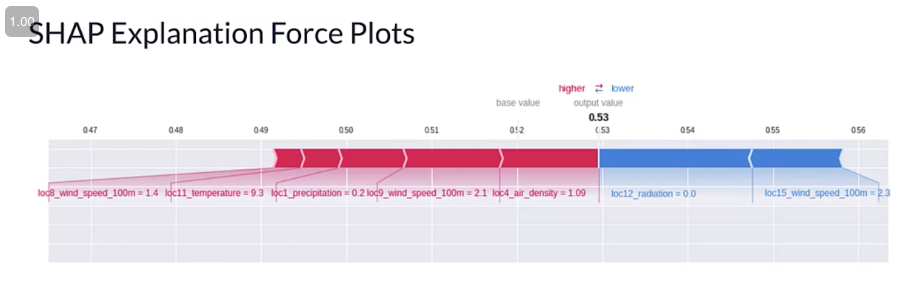 1.00
SHAP Explanation Force Plots
higher ⇄ lower
base value output value
0.53
0.47 0.48 0.49 0.50 0.51 0.52 0.53 0.54 0.55 0.56
loc8_wind_speed_100m = 1.4 loc11_temperature = 9.3 loc1_precipitation = 0.2 loc9_wind_speed_100m = 2.1 loc4_air_density = 1.09 loc12_radiation = 0.0 loc15_wind_speed_100m = 2.3